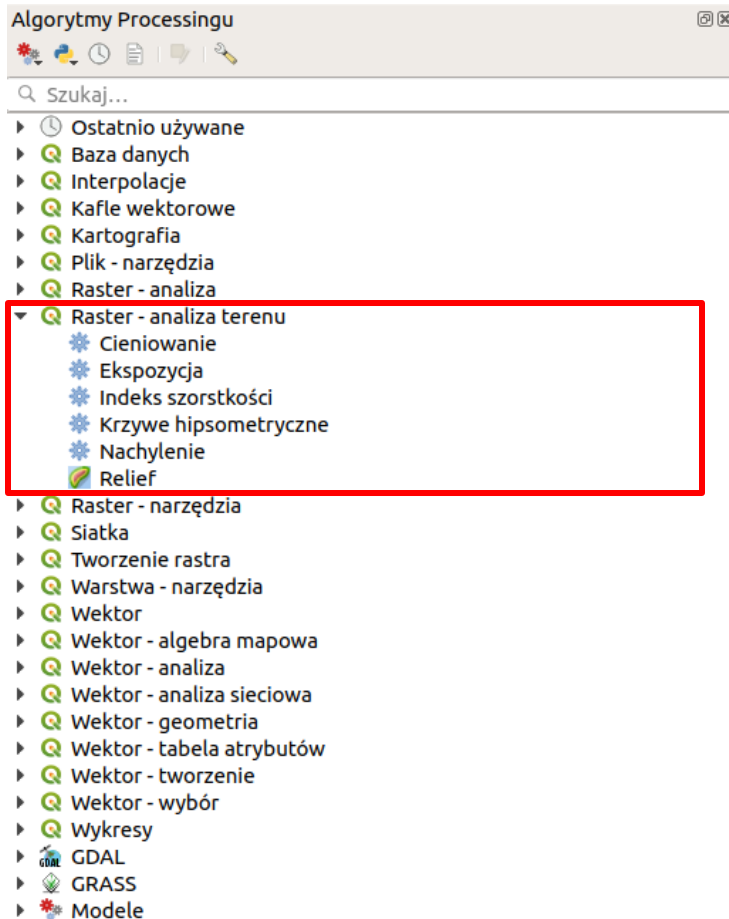 Algorytmy Processingu
Szukaj...
Ostatnio używane
Baza danych
Interpolacje
Kafle wektorowe
Kartografia
Plik - narzędzia
Raster - analiza
Raster - analiza terenu
Cieniowanie
Ekspozycja
Indeks szorstkości
Krzywe hipsometryczne
Nachylenie
Relief
Raster - narzędzia
Siatka
Tworzenie rastra
Warstwa - narzędzia
Wektor
Wektor - algebra mapowa
Wektor - analiza
Wektor - analiza sieciowa
Wektor - geometria
Wektor - tabela atrybutów
Wektor - tworzenie
Wektor - wybór
Wykresy
GDAL
GRASS
Modele